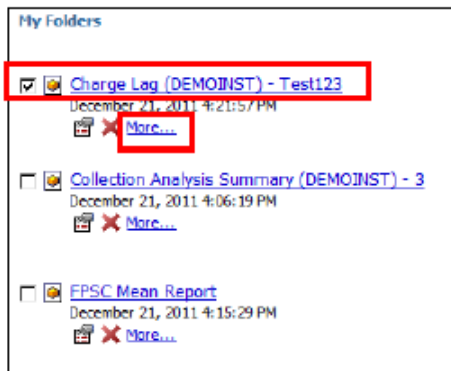 My Folders
Charge Lag (DEMOINST) - Test123
December 21, 2011 4:21:57 PM
More...
Collection Analysis Summary (DEMOINST) - 3
December 21, 2011 4:06:19 PM
More...
FPSC Mean Report
December 21, 2011 4:15:29 PM
More...